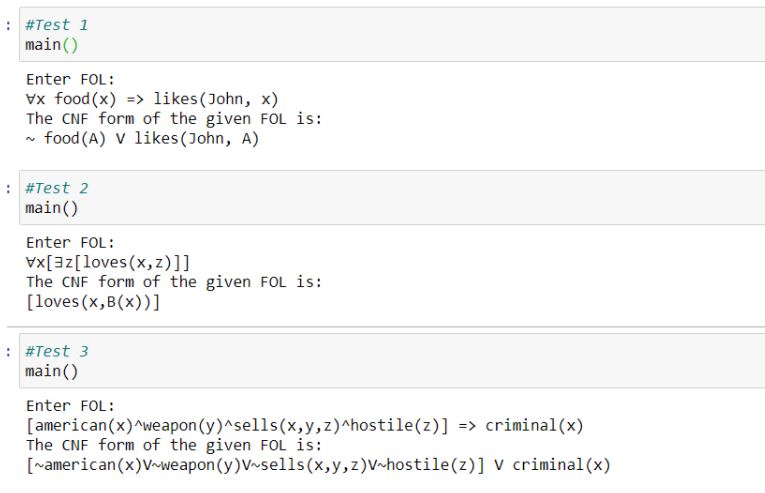 : #Test 1
main()
Enter FOL:
∀x food(x) => likes(John, x)
The CNF form of the given FOL is:
~ food(A) V likes(John, A)
: #Test 2
main()
Enter FOL:
∀x[∃z[loves(x,z)]]
The CNF form of the given FOL is:
[loves(x,B(x))]
: #Test 3
main()
Enter FOL:
[american(x)^weapon(y)^sells(x,y,z)^hostile(z)] => criminal(x)
The CNF form of the given FOL is:
[~american(x)V~weapon(y)V~sells(x,y,z)V~hostile(z)] V criminal(x)